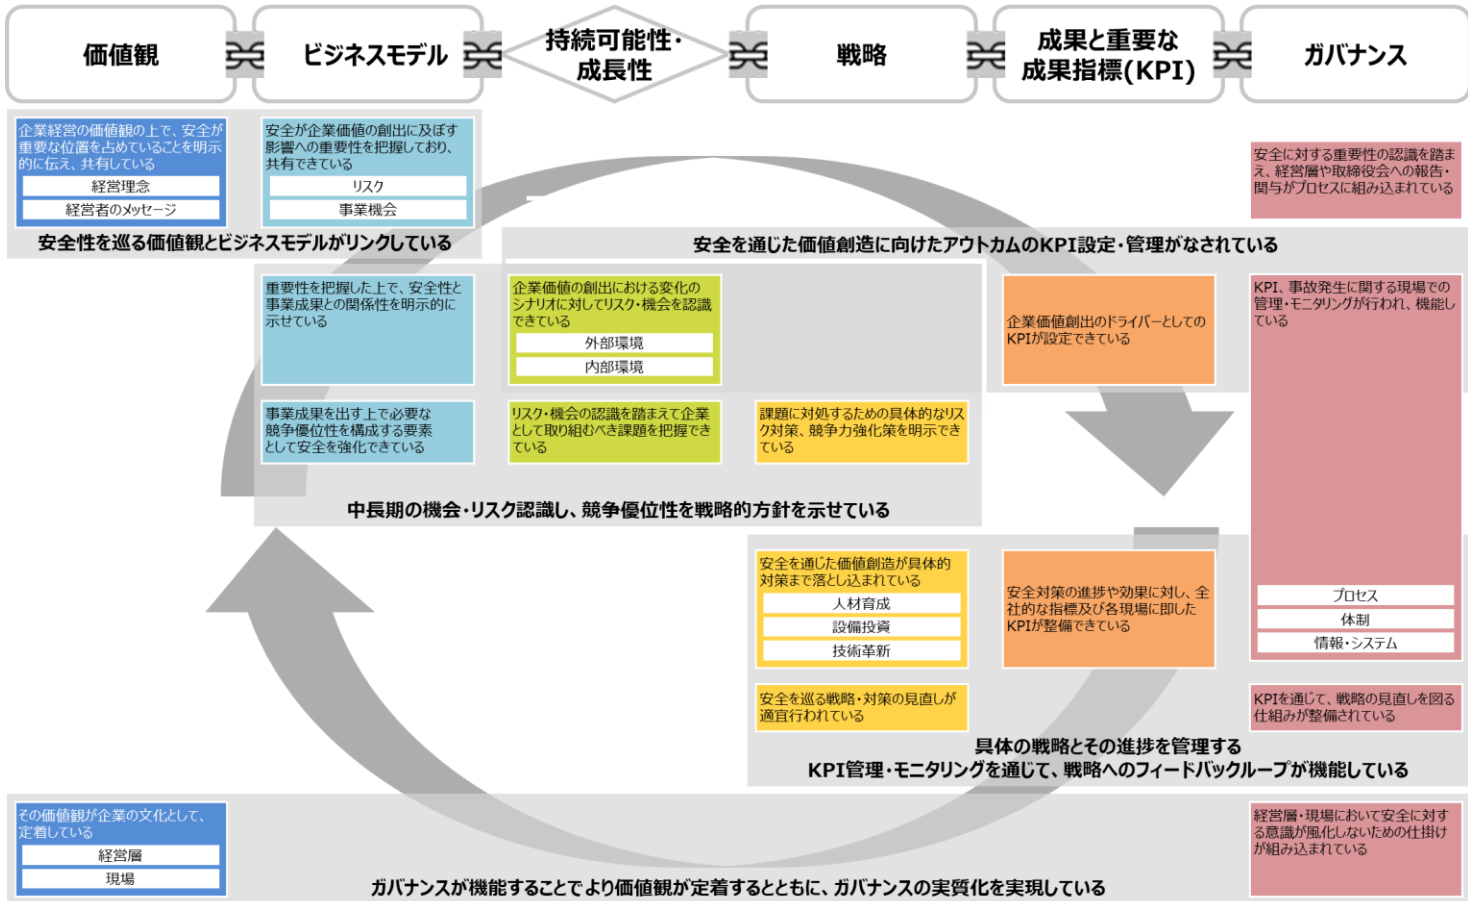 価値観
ビジネスモデル
持続可能性・
成長性
戦略
成果と重要な
成果指標(KPI)
ガバナンス
企業経営の価値観の上で、安全が
重要な位置を占めていることを明示
的に伝え、共有している
経営理念
経営者のメッセージ
安全が企業価値の創出に及ぼす
影響への重要性を把握しており、
共有できている
リスク
事業機会
安全性を巡る価値観とビジネスモデルがリンクしている
安全に対する重要性の認識を踏ま
え、経営層や取締役会への報告・
関与がプロセスに組み込まれている
安全を通じた価値創造に向けたアウトカムのKPI設定・管理がなされている
重要性を把握した上で、安全性と
事業成果との関係性を明示的に
示せている
企業価値の創出における変化の
シナリオに対してリスク・機会を認識
できている
外部環境
内部環境
企業価値創出のドライバーとしての
KPIが設定できている
KPI、事故発生に関する現場での
管理・モニタリングが行われ、機能し
ている
プロセス
体制
情報・システム
事業成果を出す上で必要な
競争優位性を構成する要素
として安全を強化できている
リスク・機会の認識を踏まえて企業
として取り組むべき課題を把握でき
ている
課題に対処するための具体的なリス
ク対策、競争力強化策を明示でき
ている
中長期の機会・リスク認識し、競争優位性を戦略的方針を示せている
安全を通じた価値創造が具体的
対策まで落とし込まれている
人材育成
設備投資
技術革新
安全対策の進捗や効果に対し、全
社的な指標及び各現場に即した
KPIが整備できている
安全を巡る戦略・対策の見直しが
適宜行われている
KPIを通じて、戦略の見直しを図る
仕組みが整備されている
具体の戦略とその進捗を管理する
KPI管理・モニタリングを通じて、戦略へのフィードバックループが機能している
その価値観が企業の文化として、
定着している
経営層
現場
経営層・現場において安全に対す
る意識が風化しないための仕掛け
が組み込まれている
ガバナンスが機能することでより価値観が定着するとともに、ガバナンスの実質化を実現している